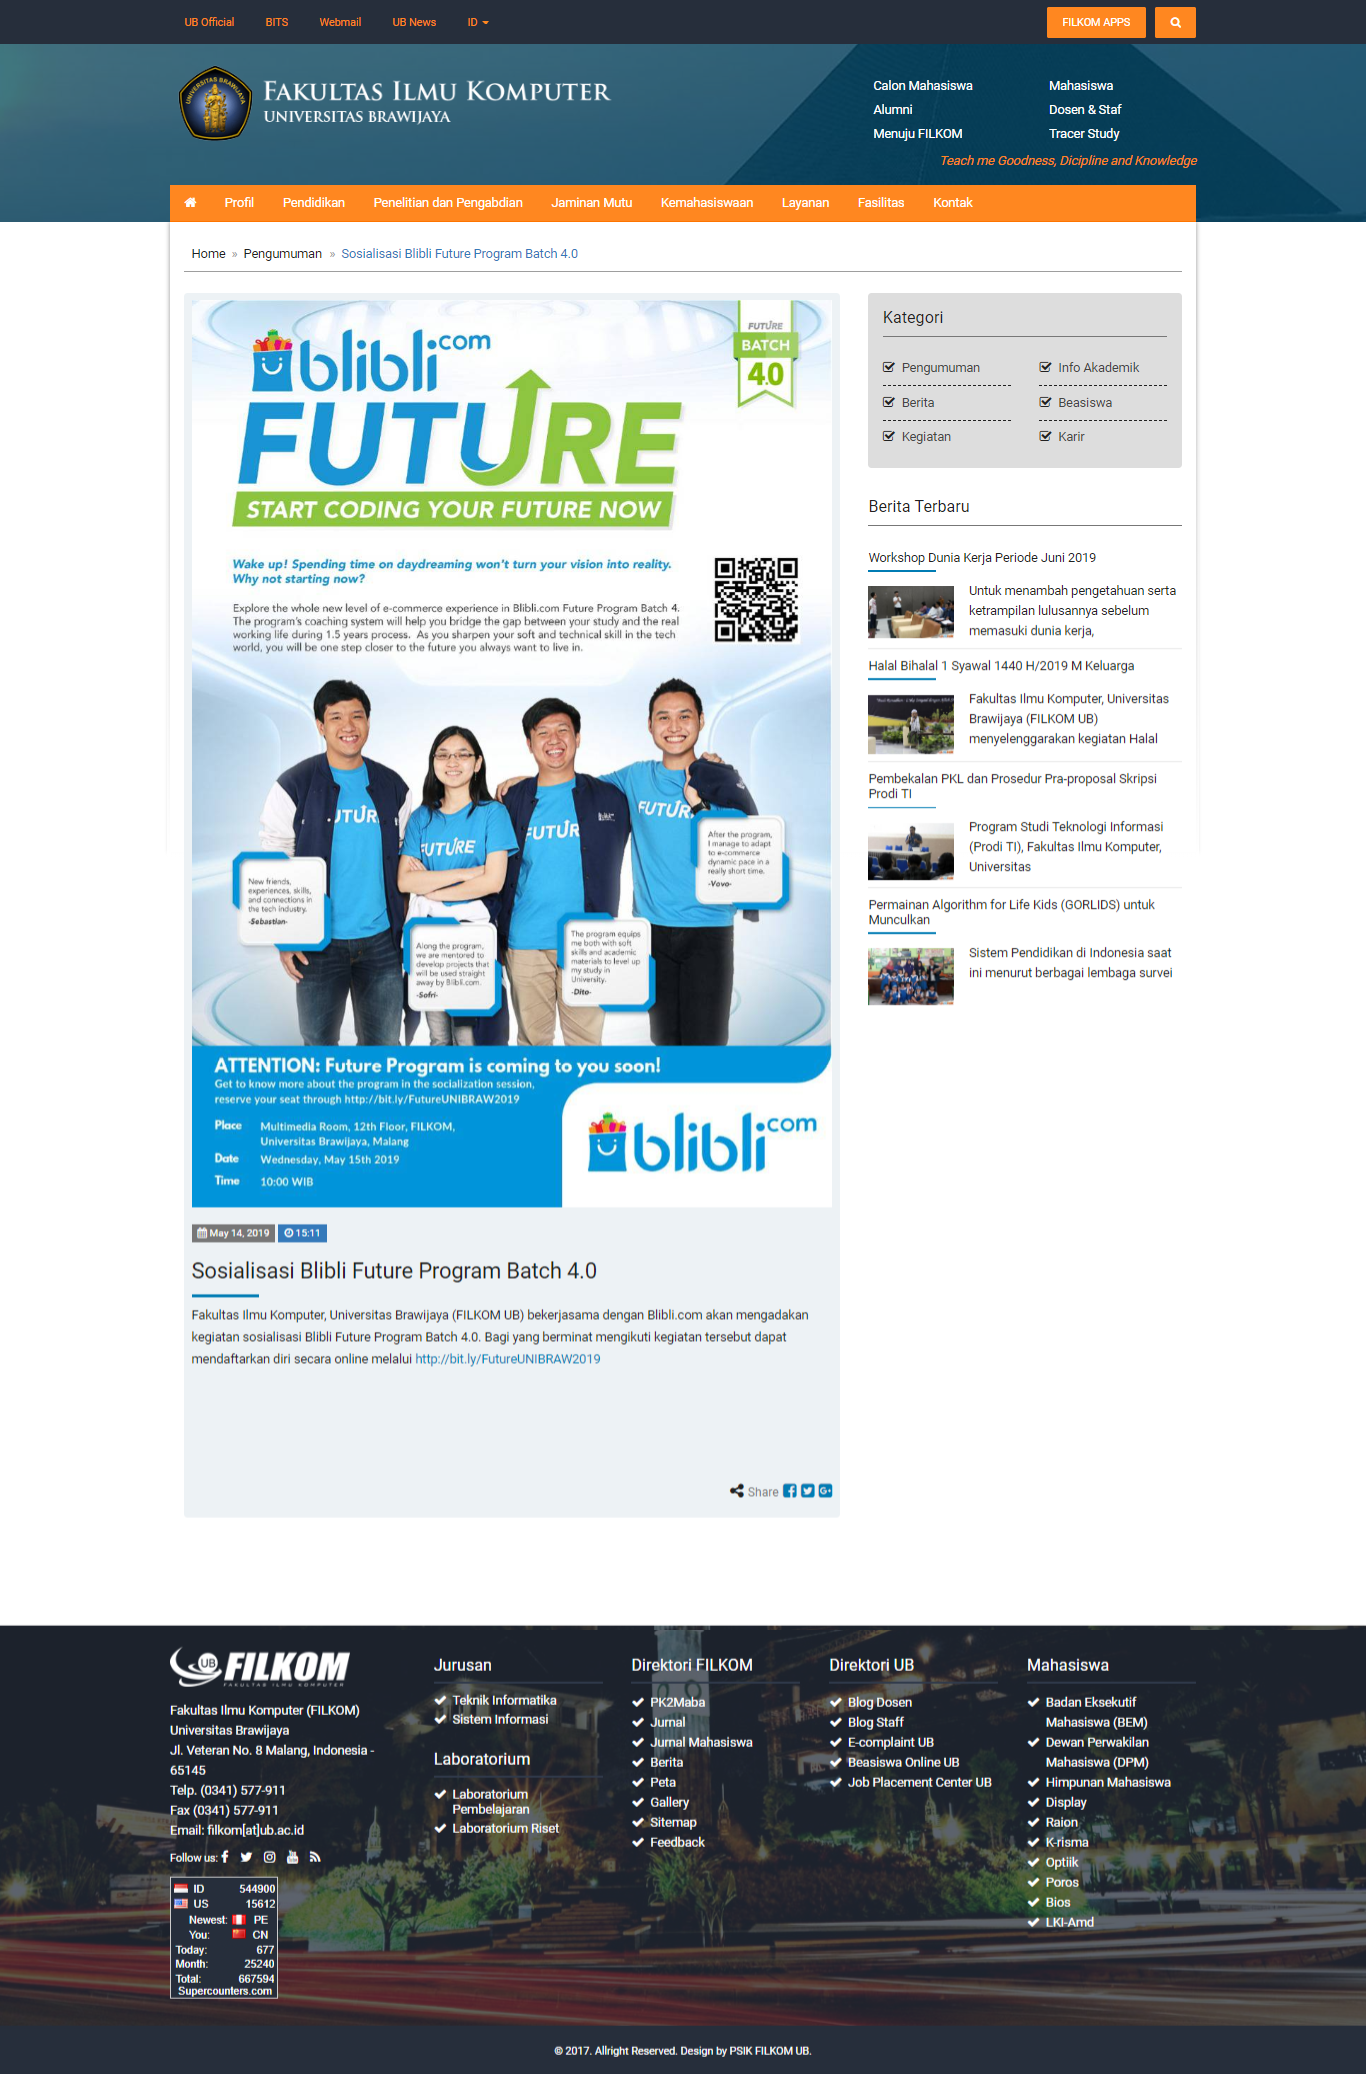 UB Official BITS Webmail UB News ID
FILKOM APPS
FAKULTAS ILMU KOMPUTER
UNIVERSITAS BRAWIJAYA
Calon Mahasiswa Mahasiswa
Alumni Dosen & Staf
Menuju FILKOM Tracer Study
Teach me Goodness, Dicipline and Knowledge
Profil Pendidikan Penelitian dan Pengabdian Jaminan Mutu Kemahasiswaan Layanan Fasilitas Kontak
Home » Pengumuman » Sosialisasi Blibli Future Program Batch 4.0
blibli.com
FUTURE
START CODING YOUR FUTURE NOW
FUTURE
BATCH
4.0
Wake up! Spending time on daydreaming won't turn your vision into reality.
Why not starting now?
Explore the whole new level of e-commerce experience in Blibli.com Future Program Batch 4.
The program's coaching system will help you bridge the gap between your study and the real
working life during 1.5 years process. As you sharpen your soft and technical skill in the tech
world, you will be one step closer to the future you always want to live in.
UTUR
FUTURE
FUTUR
FUTUR
After the program,
I manage to adapt
to e-commerce
dynamic pace in a
really short time.
-Vovo-
New friends,
experiences, skills,
and connections in
the tech industry.
-Sebastian-
Along the program,
we are mentored to
develop projects that
will be used straight
away by Blibli.com.
-Sofri-
The program equips
me both with soft
skills and academic
materials to level up
my study in
University.
-Dito-
ATTENTION: Future Program is coming to you soon!
Get to know more about the program in the socialization session,
reserve your seat through http://bit.ly/FutureUNIBRAW2019
Place Multimedia Room, 12th Floor, FILKOM,
Universitas Brawijaya, Malang
Date Wednesday, May 15th 2019
Time 10:00 WIB
blibli.com
May 14, 2019 15:11
Sosialisasi Blibli Future Program Batch 4.0
Fakultas Ilmu Komputer, Universitas Brawijaya (FILKOM UB) bekerjasama dengan Blibli.com akan mengadakan
kegiatan sosialisasi Blibli Future Program Batch 4.0. Bagi yang berminat mengikuti kegiatan tersebut dapat
mendaftarkan diri secara online melalui http://bit.ly/FutureUNIBRAW2019
Share
Kategori
Pengumuman Info Akademik
Berita Beasiswa
Kegiatan Karir
Berita Terbaru
Workshop Dunia Kerja Periode Juni 2019
Untuk menambah pengetahuan serta
ketrampilan lulusannya sebelum
memasuki dunia kerja,
Halal Bihalal 1 Syawal 1440 H/2019 M Keluarga
Fakultas Ilmu Komputer, Universitas
Brawijaya (FILKOM UB)
menyelenggarakan kegiatan Halal
Pembekalan PKL dan Prosedur Pra-proposal Skripsi
Prodi TI
Program Studi Teknologi Informasi
(Prodi TI), Fakultas Ilmu Komputer,
Universitas
Permainan Algorithm for Life Kids (GORLIDS) untuk
Munculkan
Sistem Pendidikan di Indonesia saat
ini menurut berbagai lembaga survei
UB FILKOM
FAKULTAS ILMU KOMPUTER
Fakultas Ilmu Komputer (FILKOM)
Universitas Brawijaya
Jl. Veteran No. 8 Malang, Indonesia -
65145
Telp. (0341) 577-911
Fax (0341) 577-911
Email: filkom[at]ub.ac.id
Follow us:
ID 544900
US 15612
Newest: PE
You: CN
Today: 677
Month: 25240
Total: 667594
Supercounters.com
Jurusan
Teknik Informatika
Sistem Informasi
Laboratorium
Laboratorium
Pembelajaran
Laboratorium Riset
Direktori FILKOM
PK2Maba
Jurnal
Jurnal Mahasiswa
Berita
Peta
Gallery
Sitemap
Feedback
Direktori UB
Blog Dosen
Blog Staff
E-complaint UB
Beasiswa Online UB
Job Placement Center UB
Mahasiswa
Badan Eksekutif
Mahasiswa (BEM)
Dewan Perwakilan
Mahasiswa (DPM)
Himpunan Mahasiswa
Display
Raion
K-risma
Optiik
Poros
Bios
LKI-Amd
© 2017. Allright Reserved. Design by PSIK FILKOM UB.